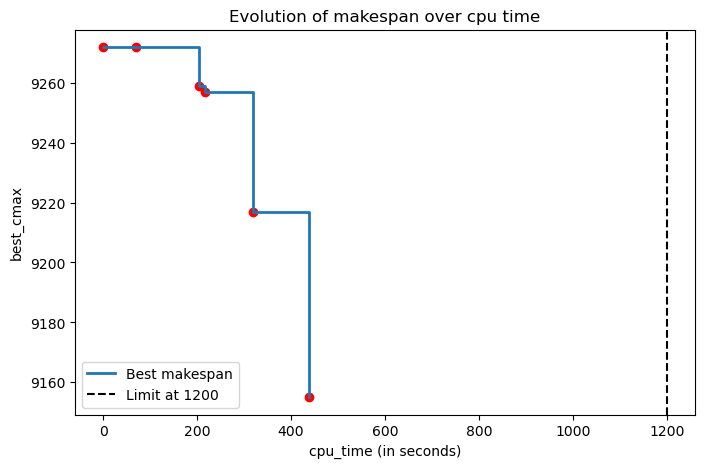 Evolution of makespan over cpu time
best_cmax
9260
9240
9220
9200
9180
9160
Best makespan
Limit at 1200
0
200
400
600
800
1000
1200
cpu_time (in seconds)